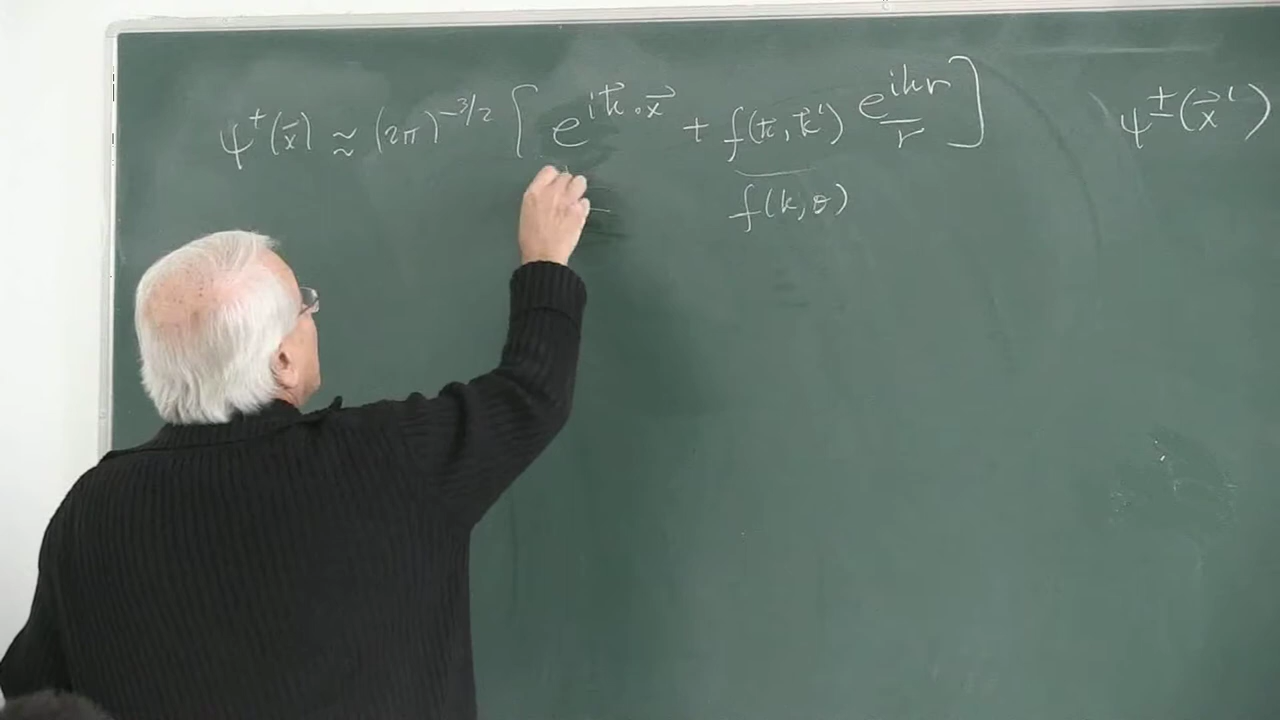 ψ⁺(x⃗) ≈ (2π)^{-3/2} [ e^{ik⃗·x⃗} + f(k⃗, k⃗') e^{ikr}/r ]
f(k, θ)
ψ^±(x⃗')